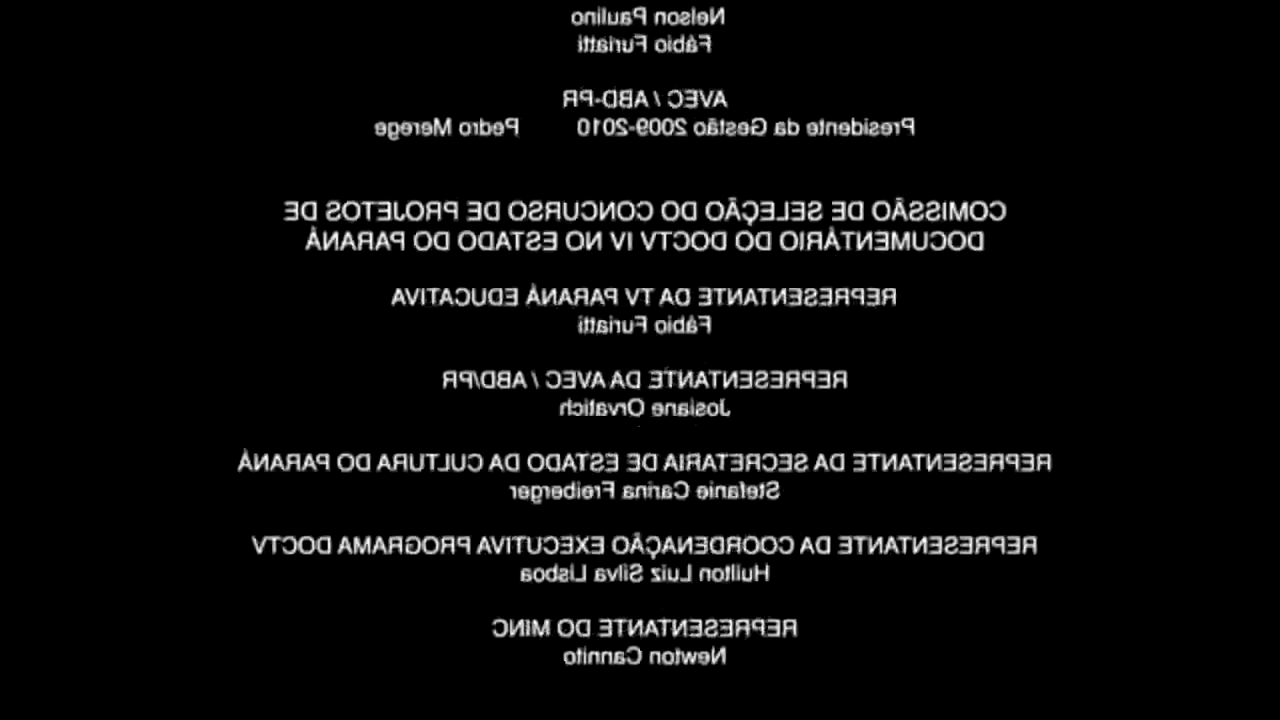 Nelson Paulino
Fábio Furiatti
AVEC / ABD-PR
Presidente da Gestão 2009-2010 Pedro Merege
COMISSÃO DE SELEÇÃO DO CONCURSO DE PROJETOS DE
DOCUMENTÁRIO DO DOCTV IV NO ESTADO DO PARANÁ
REPRESENTANTE DA TV PARANÁ EDUCATIVA
Fábio Furiatti
REPRESENTANTE DA AVEC / ABD/PR
Josiane Orvatich
REPRESENTANTE DA SECRETARIA DE ESTADO DA CULTURA DO PARANÁ
Stefanie Carina Freiberger
REPRESENTANTE DA COORDENAÇÃO EXECUTIVA PROGRAMA DOCTV
Huilton Luiz Silva Lisboa
REPRESENTANTE DO MINC
Newton Cannito